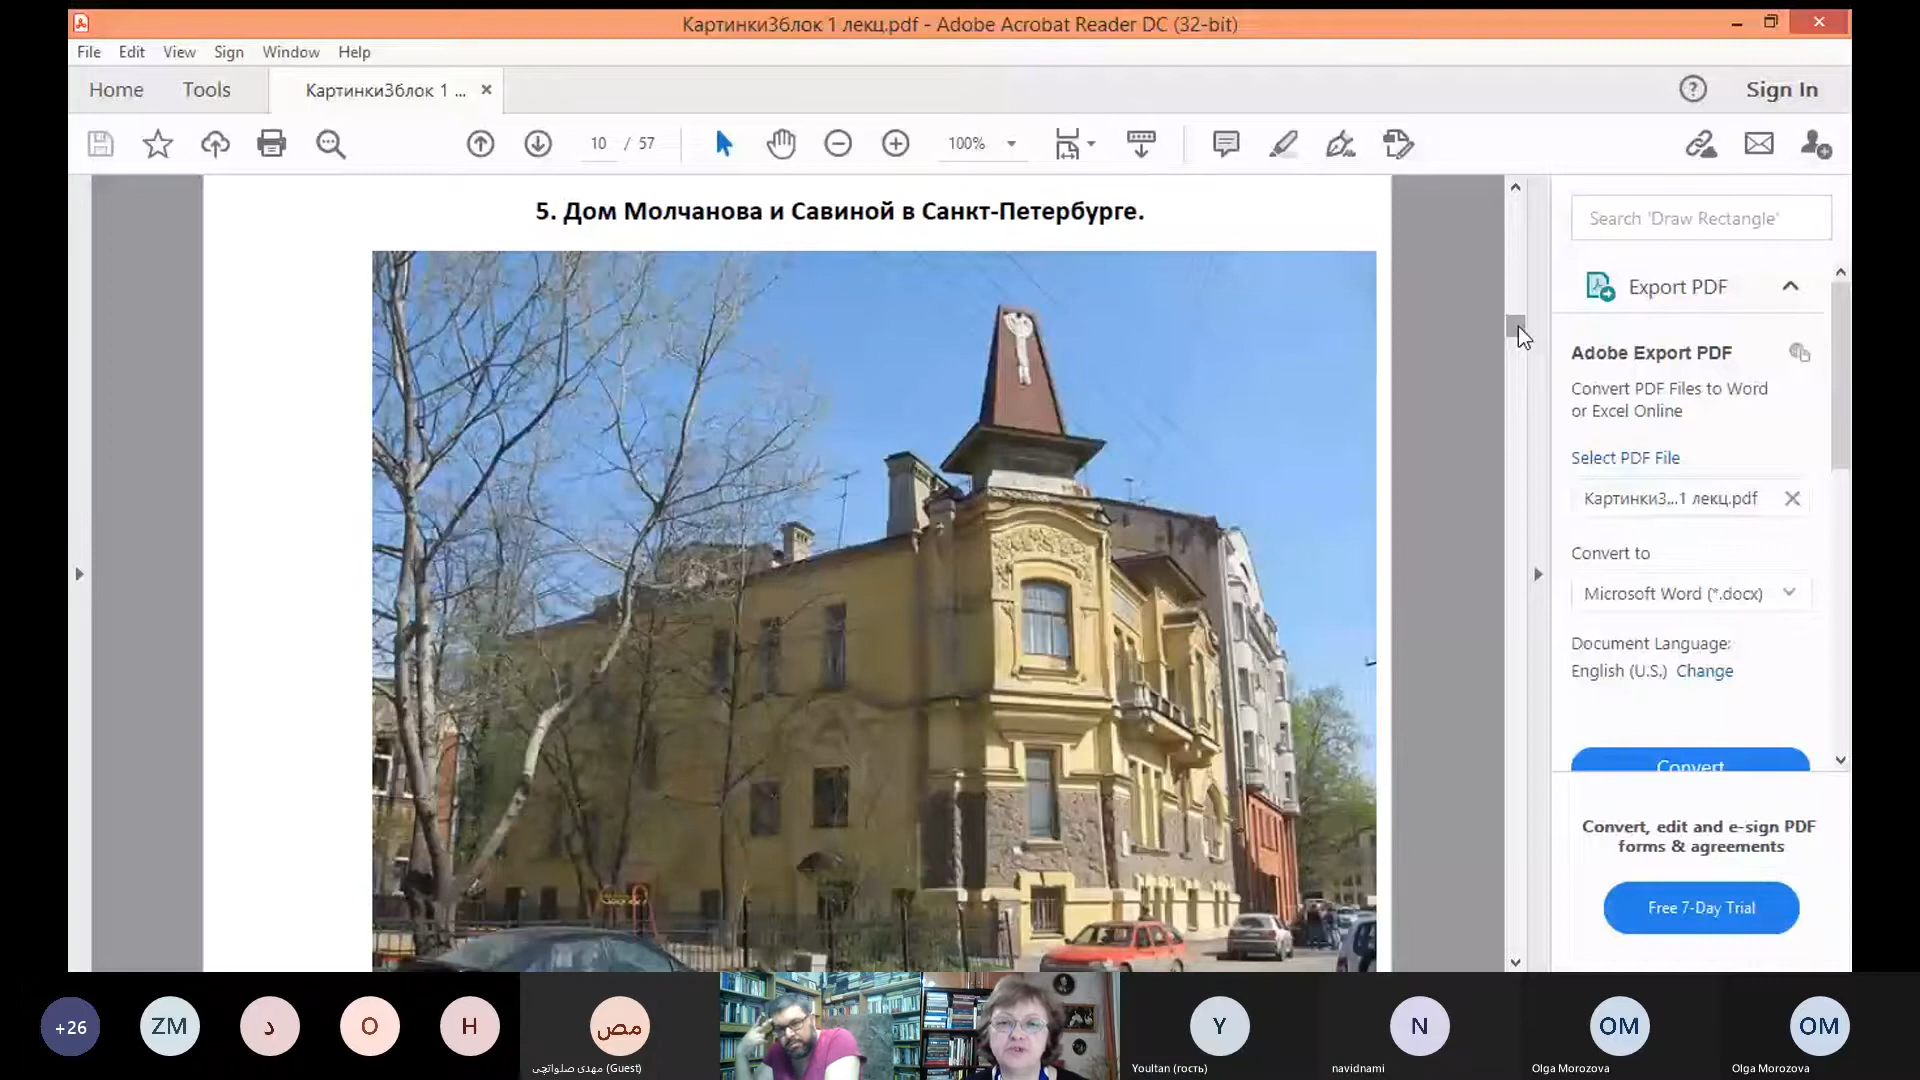 Картинки3блок 1 лекц.pdf - Adobe Acrobat Reader DC (32-bit)
File Edit View Sign Window Help
Home Tools Картинки3блок 1 ... Sign In
10 / 57 100%
5. Дом Молчанова и Савиной в Санкт-Петербурге.
Search 'Draw Rectangle'
Export PDF
Adobe Export PDF
Convert PDF Files to Word
or Excel Online
Select PDF File
Картинки3...1 лекц.pdf
Convert to
Microsoft Word (*.docx)
Document Language:
English (U.S.) Change
Convert
Convert, edit and e-sign PDF
forms & agreements
Free 7-Day Trial
+26 ZM د O H مص Y N OM OM
مهدی صلواتچی (Guest) Youltan (гость) navidnami Olga Morozova Olga Morozova